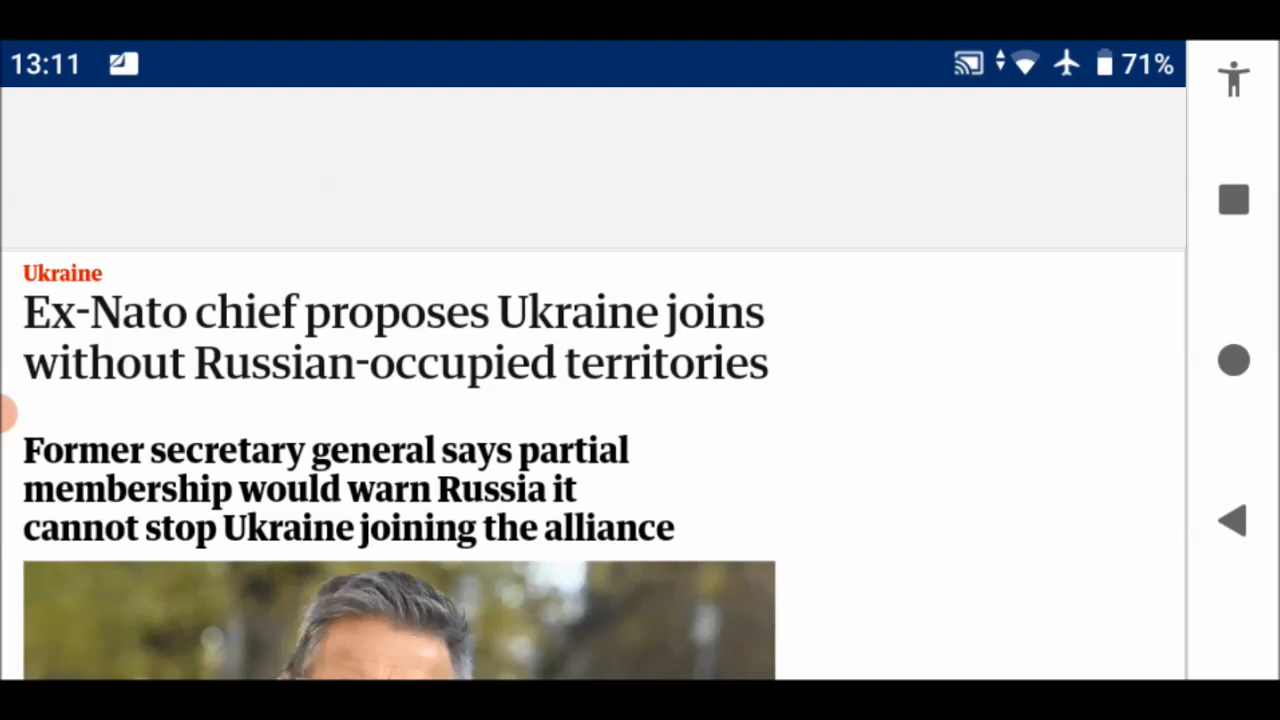 13:11
71%
Ukraine
Ex-Nato chief proposes Ukraine joins
without Russian-occupied territories
Former secretary general says partial
membership would warn Russia it
cannot stop Ukraine joining the alliance